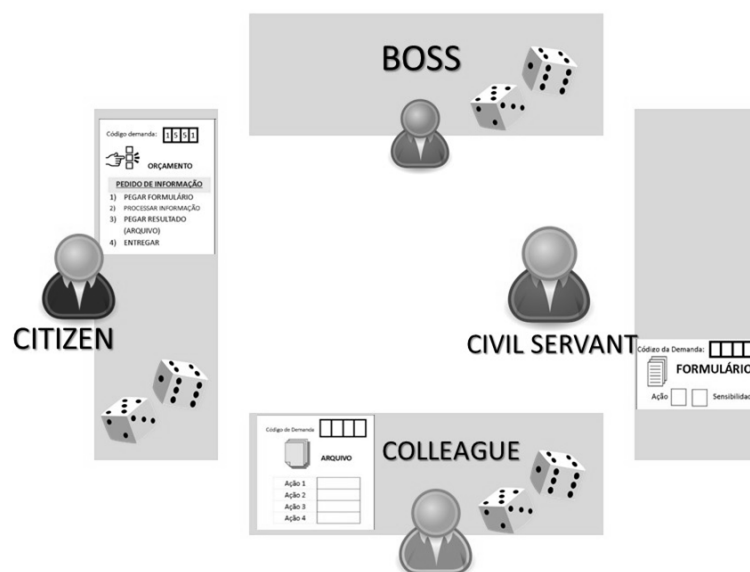 BOSS
Código demanda: 1 5 5 1
ORÇAMENTO
PEDIDO DE INFORMAÇÃO
1) PEGAR FORMULÁRIO
2) PROCESSAR INFORMAÇÃO
3) PEGAR RESULTADO
(ARQUIVO)
4) ENTREGAR
CITIZEN
CIVIL SERVANT
Código da Demanda:
FORMULÁRIO
Ação Sensibilidad
Código de Demanda
ARQUIVO
Ação 1
Ação 2
Ação 3
Ação 4
COLLEAGUE